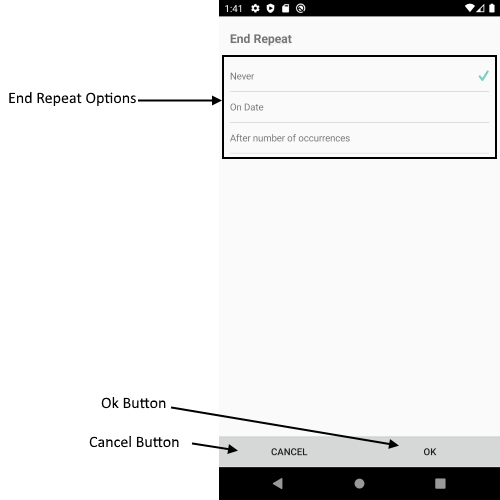 1:41
End Repeat
Never
End Repeat Options
On Date
After number of occurrences
Ok Button
Cancel Button
CANCEL OK